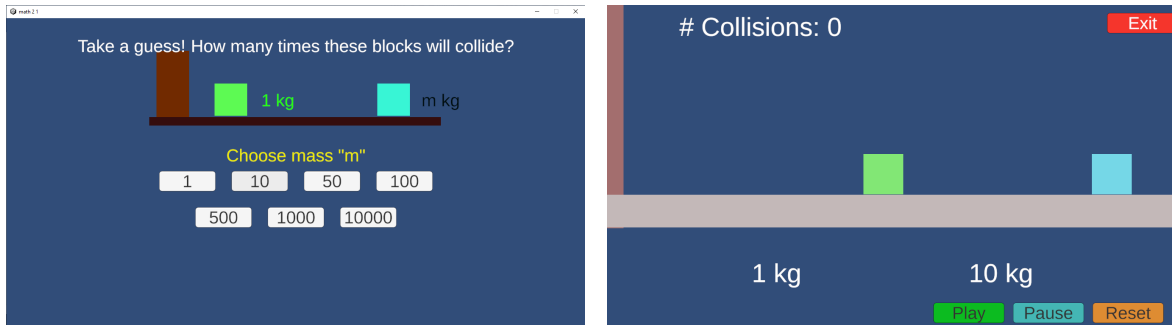 math 2 1
Take a guess! How many times these blocks will collide?
1 kg
m kg
Choose mass "m"
1 10 50 100
500 1000 10000
# Collisions: 0
Exit
1 kg
10 kg
Play Pause Reset